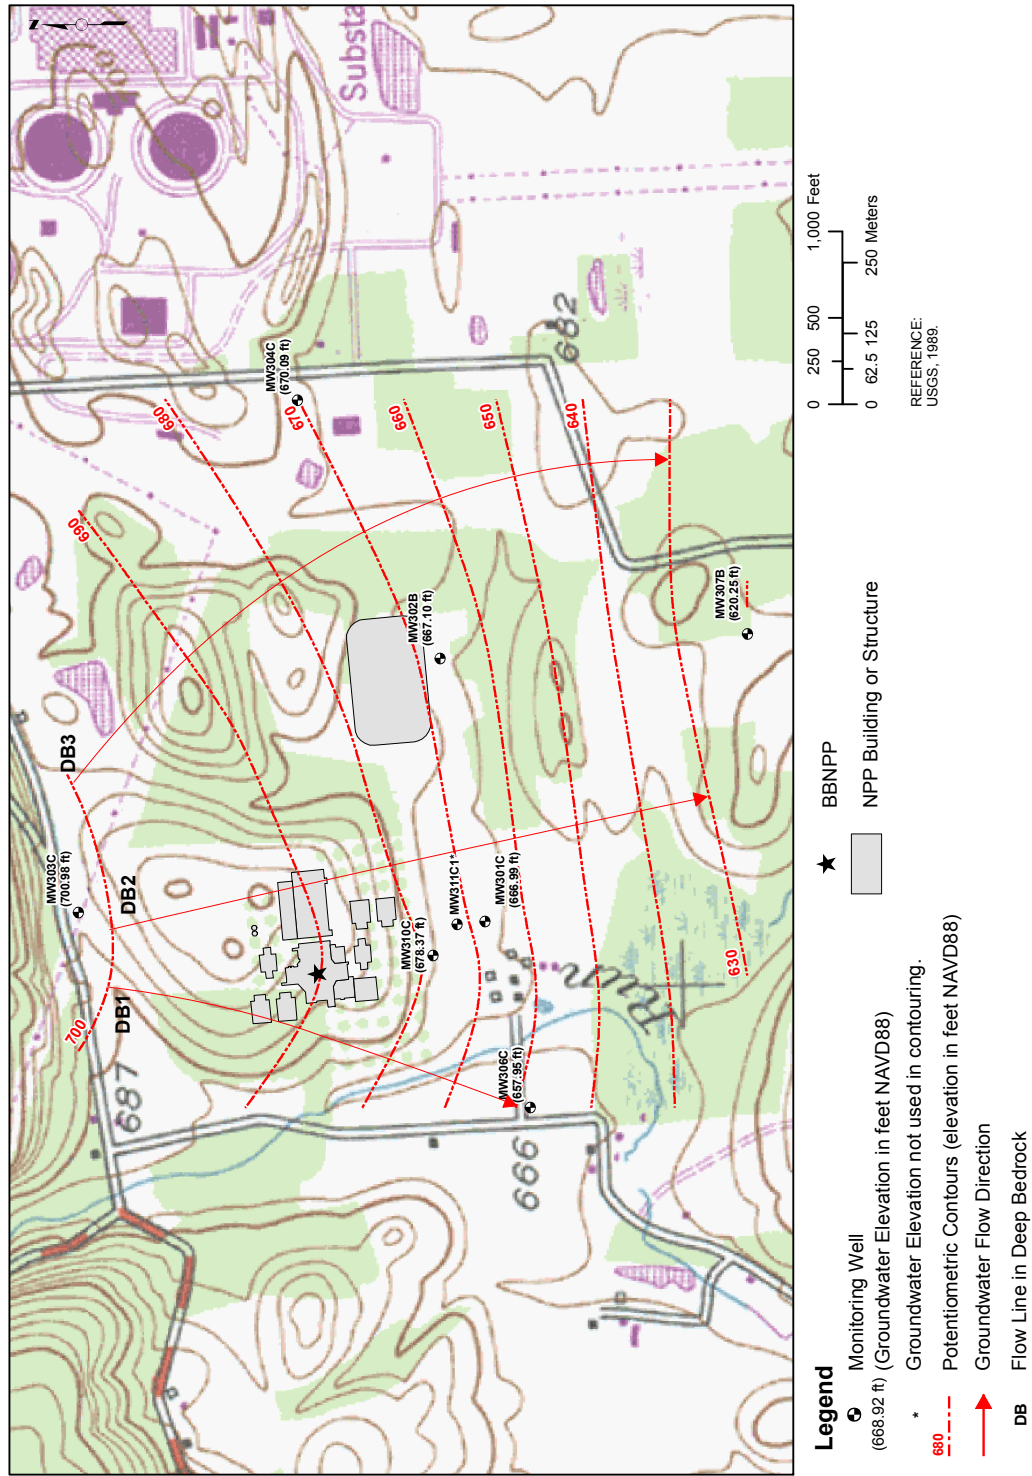 N
Substa
00
MW304C
(670.09 ft)
680
670
660
650
640
682
690
MW302B
(667.10 ft)
MW307B
(620.25 ft)
DB3
MW303C
(700.98 ft)
DB2
MW311C1*
MW301C
(666.99 ft)
MW310C
(678.37 ft)
630
Run
DB1
700
687
MW306C
(657.95 ft)
666
0 250 500 1,000 Feet
0 62.5 125 250 Meters
REFERENCE:
USGS, 1989.
Legend
Monitoring Well
(668.92 ft) (Groundwater Elevation in feet NAVD88)
* Groundwater Elevation not used in contouring.
680 Potentiometric Contours (elevation in feet NAVD88)
Groundwater Flow Direction
DB Flow Line in Deep Bedrock
BBNPP
NPP Building or Structure